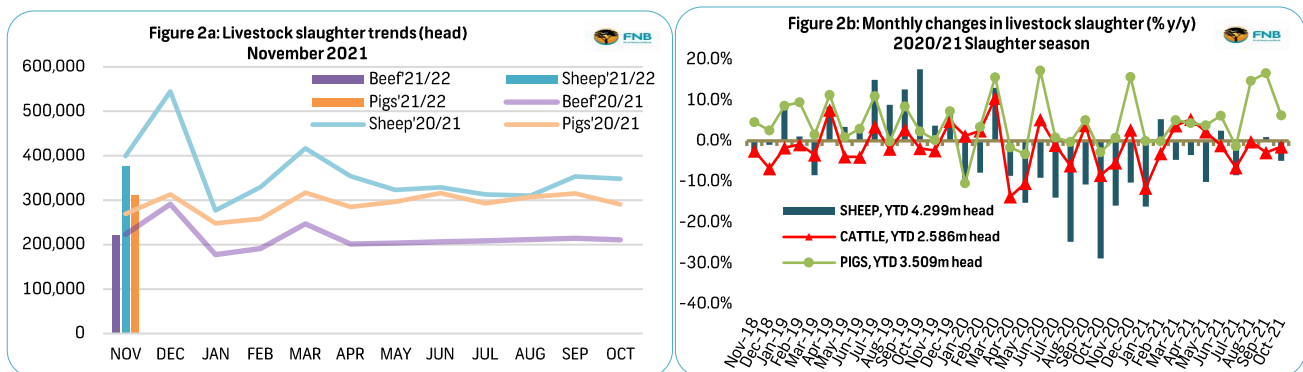 Figure 2a: Livestock slaughter trends (head)
November 2021
FNB
600,000
500,000
400,000
300,000
200,000
100,000
0
Beef'21/22
Sheep'21/22
Pigs'21/22
Beef'20/21
Sheep'20/21
Pigs'20/21
NOV DEC JAN FEB MAR APR MAY JUN JUL AUG SEP OCT
Figure 2b: Monthly changes in livestock slaughter (% y/y)
2020/21 Slaughter season
FNB
20.0%
10.0%
0.0%
-10.0%
-20.0%
-30.0%
-40.0%
SHEEP, YTD 4.299m head
CATTLE, YTD 2.586m head
PIGS, YTD 3.509m head
Nov-18
Dec-18
Jan-19
Feb-19
Mar-19
Apr-19
May-19
Jun-19
Jul-19
Aug-19
Sep-19
Oct-19
Nov-19
Dec-19
Jan-20
Feb-20
Mar-20
Apr-20
May-20
Jun-20
Jul-20
Aug-20
Sep-20
Oct-20
Nov-20
Dec-20
Jan-21
Feb-21
Mar-21
Apr-21
May-21
Jun-21
Jul-21
Aug-21
Sep-21
Oct-21